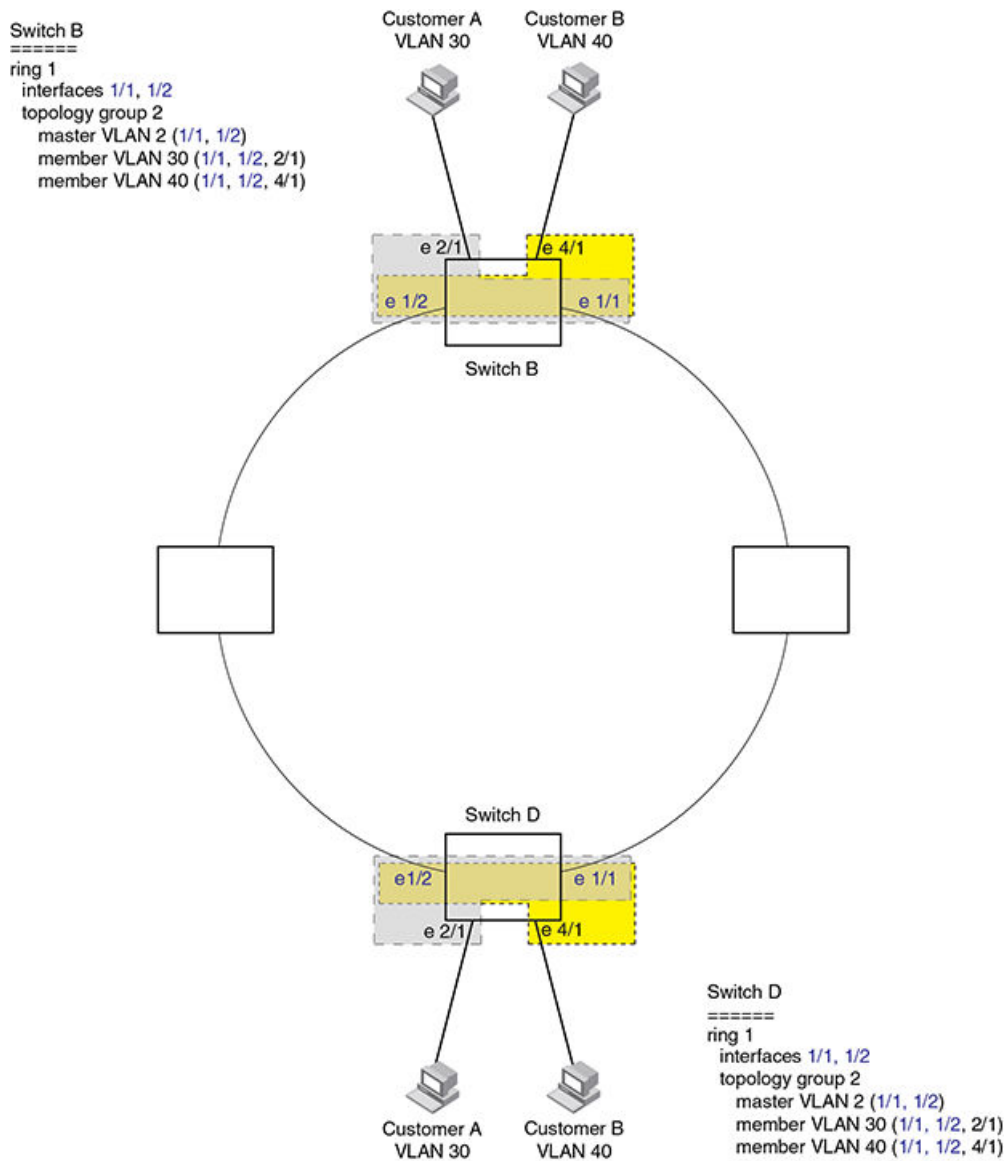 Switch B
======
ring 1
interfaces 1/1, 1/2
topology group 2
master VLAN 2 (1/1, 1/2)
member VLAN 30 (1/1, 1/2, 2/1)
member VLAN 40 (1/1, 1/2, 4/1)
Customer A
VLAN 30
Customer B
VLAN 40
e 2/1
e 4/1
e 1/2
e 1/1
Switch B
Switch D
e1/2
e 1/1
e 2/1
e 4/1
Customer A
VLAN 30
Customer B
VLAN 40
Switch D
======
ring 1
interfaces 1/1, 1/2
topology group 2
master VLAN 2 (1/1, 1/2)
member VLAN 30 (1/1, 1/2, 2/1)
member VLAN 40 (1/1, 1/2, 4/1)